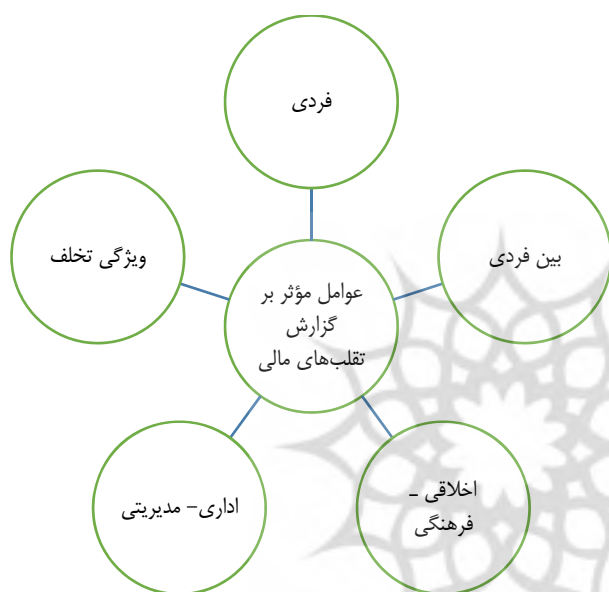 فردی
بین فردی
ویژگی تخلف
عوامل مؤثر بر
گزارش
تقلب‌های مالی
اخلاقی ـ
فرهنگی
اداری- مدیریتی